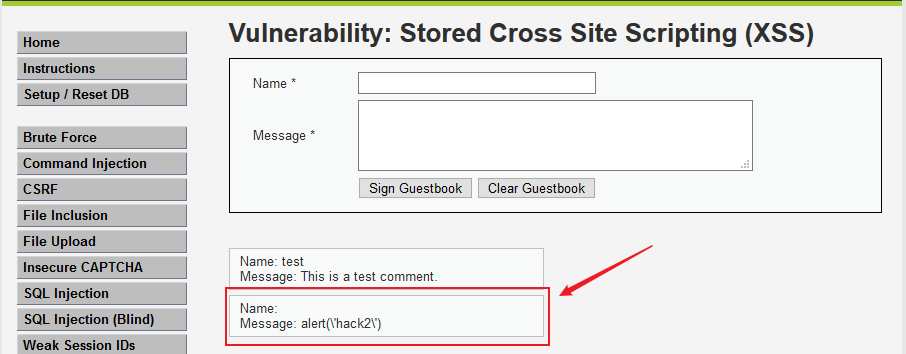 Vulnerability: Stored Cross Site Scripting (XSS)
Home
Instructions
Setup / Reset DB
Brute Force
Command Injection
CSRF
File Inclusion
File Upload
Insecure CAPTCHA
SQL Injection
SQL Injection (Blind)
Weak Session IDs
Name *
Message *
Sign Guestbook Clear Guestbook
Name: test
Message: This is a test comment.
Name:
Message: alert(\'hack2\')